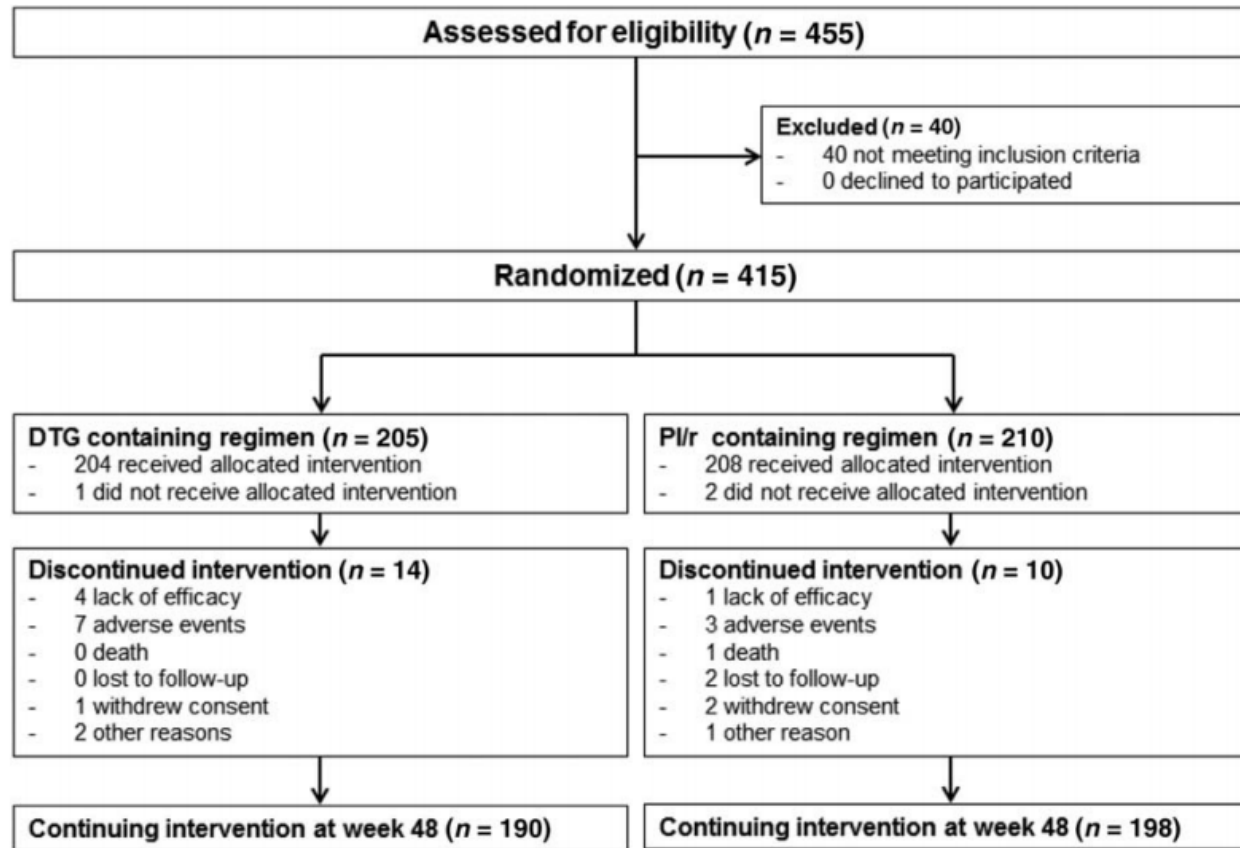 Assessed for eligibility (n = 455)
Excluded (n = 40)
- 40 not meeting inclusion criteria
- 0 declined to participated
Randomized (n = 415)
DTG containing regimen (n = 205)
- 204 received allocated intervention
- 1 did not receive allocated intervention
PI/r containing regimen (n = 210)
- 208 received allocated intervention
- 2 did not receive allocated intervention
Discontinued intervention (n = 14)
- 4 lack of efficacy
- 7 adverse events
- 0 death
- 0 lost to follow-up
- 1 withdrew consent
- 2 other reasons
Discontinued intervention (n = 10)
- 1 lack of efficacy
- 3 adverse events
- 1 death
- 2 lost to follow-up
- 2 withdrew consent
- 1 other reason
Continuing intervention at week 48 (n = 190)
Continuing intervention at week 48 (n = 198)